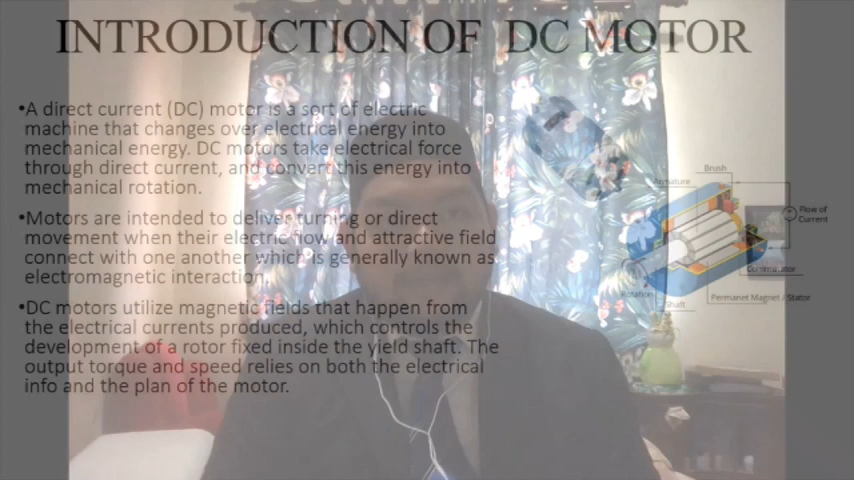 INTRODUCTION OF DC MOTOR
•A direct current (DC) motor is a sort of electric
machine that changes over electrical energy into
mechanical energy. DC motors take electrical force
through direct current, and convert this energy into
mechanical rotation.
•Motors are intended to deliver turning or direct
movement when their electric flow and attractive field
connect with one another which is generally known as
electromagnetic interaction.
•DC motors utilize magnetic fields that happen from
the electrical currents produced, which controls the
development of a rotor fixed inside the yield shaft. The
output torque and speed relies on both the electrical
info and the plan of the motor.
Brush
Armature
Flow of
Current
Commutator
Rotation
Permanet Magnet / Stator
Shaft